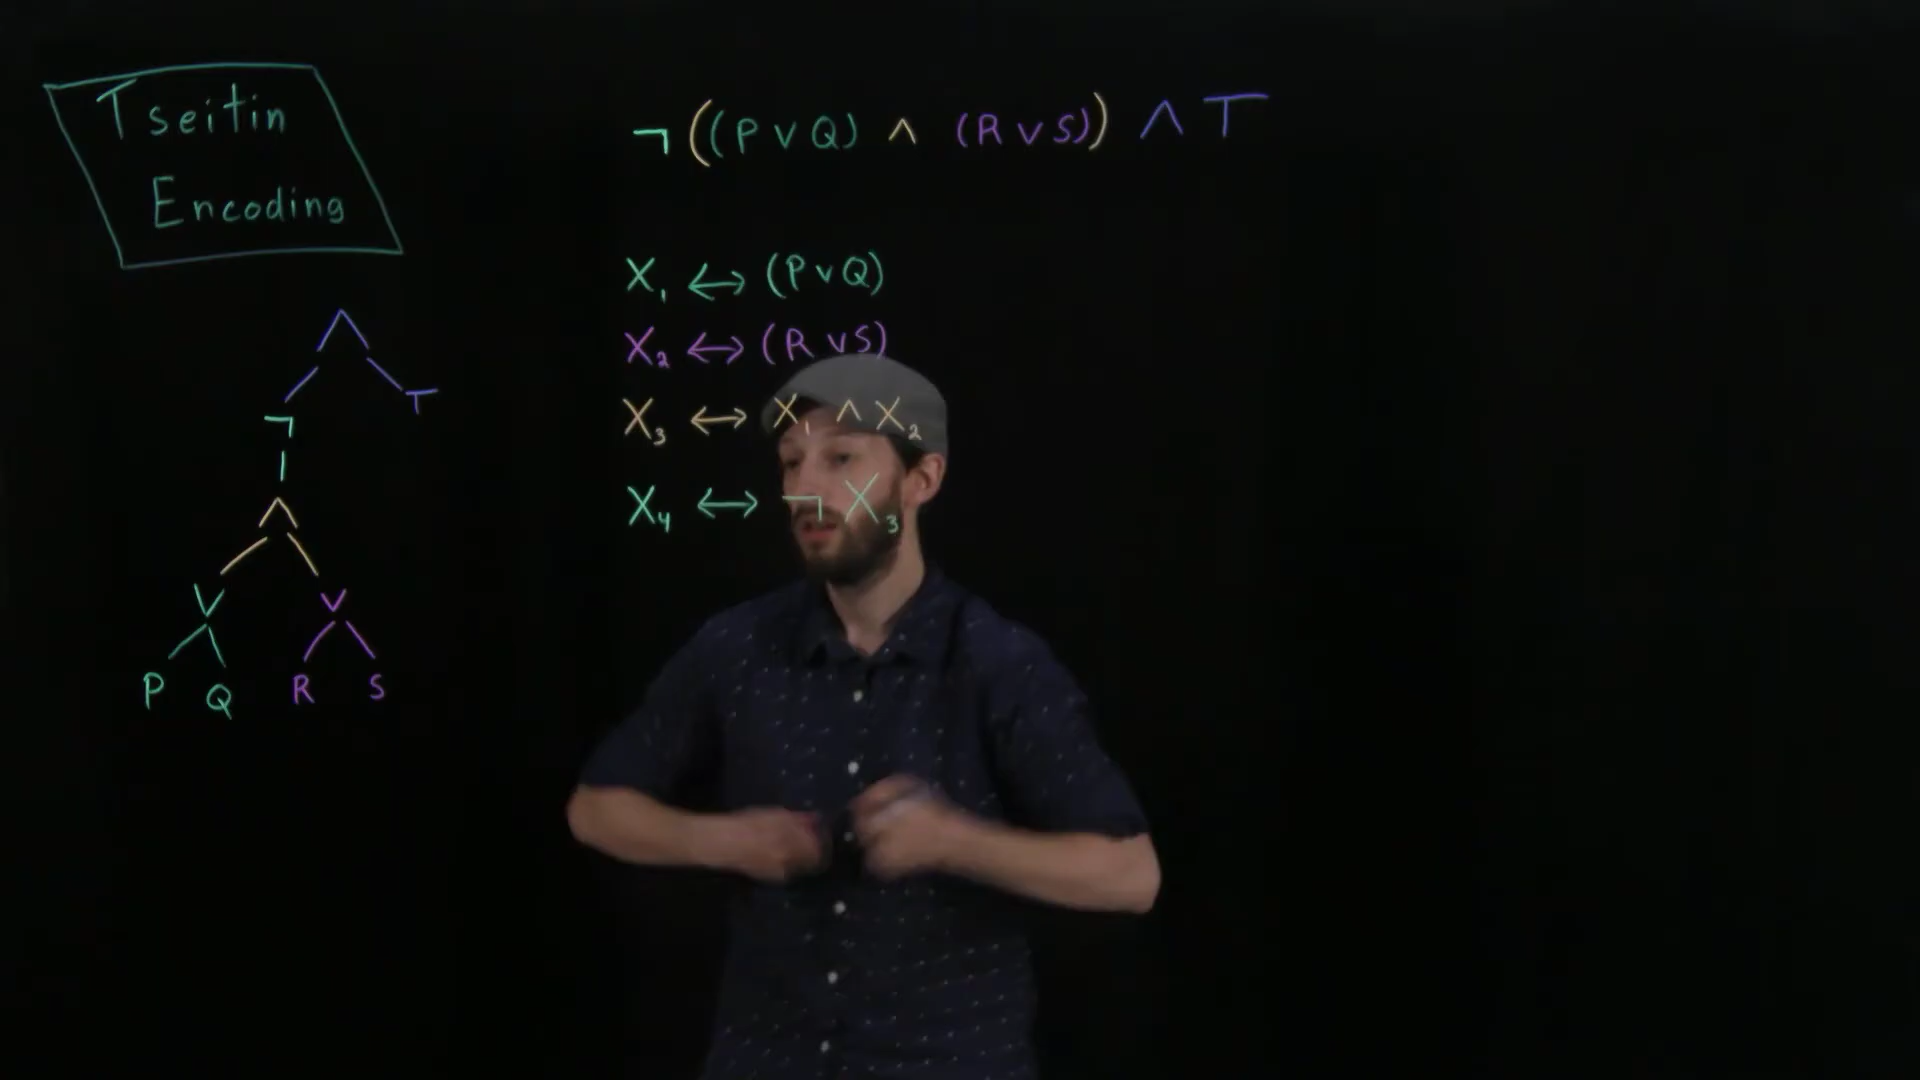 Tseitin
Encoding
¬((P∨Q) ∧ (R∨S)) ∧ T
X₁ ↔ (P∨Q)
X₂ ↔ (R∨S)
X₃ ↔ X₁ ∧ X₂
X₄ ↔ ¬X₃
∧
T
¬
∧
∨ ∨
P Q R S